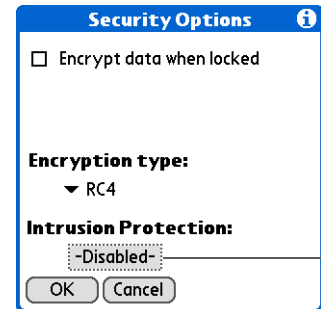 Security Options
Encrypt data when locked
Encryption type:
RC4
Intrusion Protection:
-Disabled-
OK Cancel